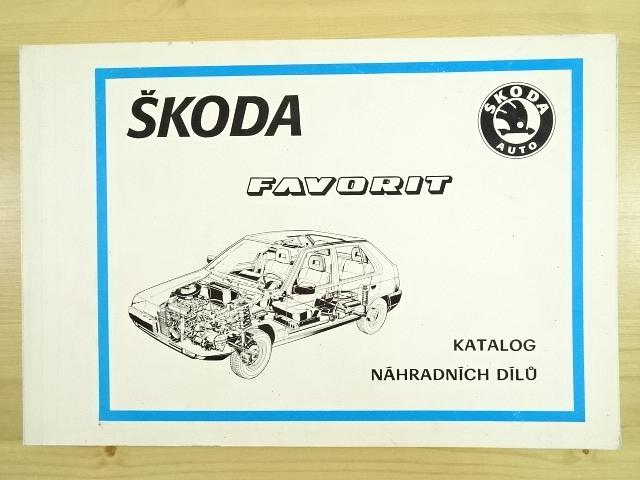 ŠKODA
ŠKODA
AUTO
FAVORIT
KATALOG
NÁHRADNÍCH DÍLŮ